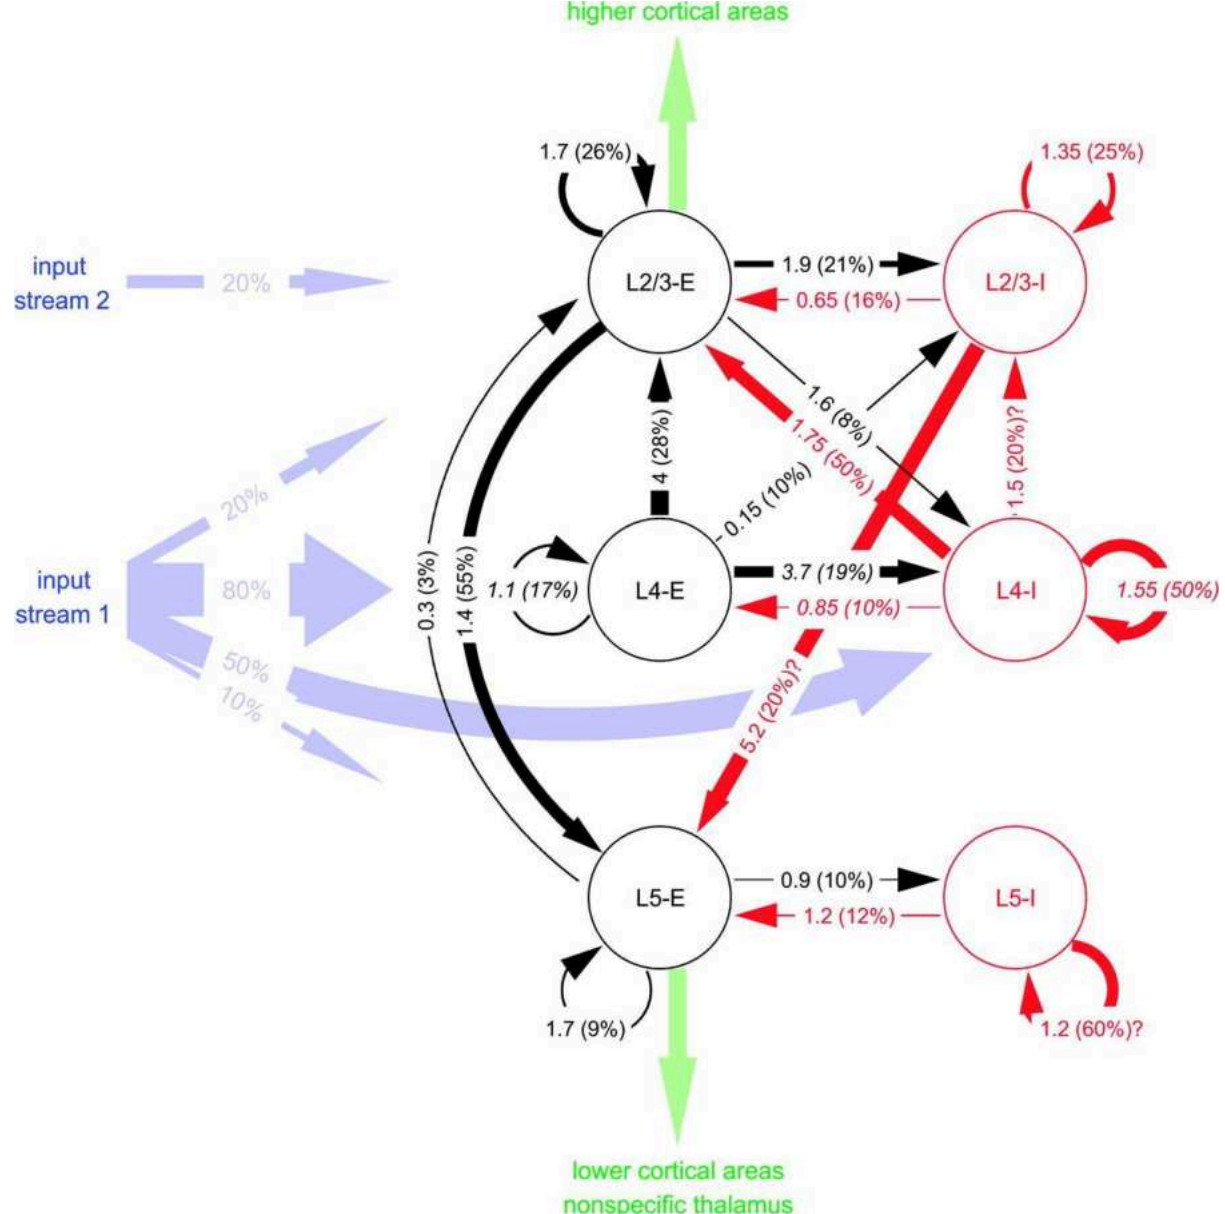 higher cortical areas
1.7 (26%)
1.35 (25%)
input
stream 2
20%
L2/3-E
1.9 (21%)
0.65 (16%)
L2/3-I
1.6 (8%)
1.75 (50%)
4 (28%)
0.15 (10%)
1.5 (20%)?
20%
input
stream 1
80%
50%
10%
0.3 (3%)
1.4 (55%)
1.1 (17%)
L4-E
3.7 (19%)
0.85 (10%)
L4-I
1.55 (50%)
5.2 (20%)?
L5-E
0.9 (10%)
1.2 (12%)
L5-I
1.7 (9%)
1.2 (60%)?
lower cortical areas
nonspecific thalamus